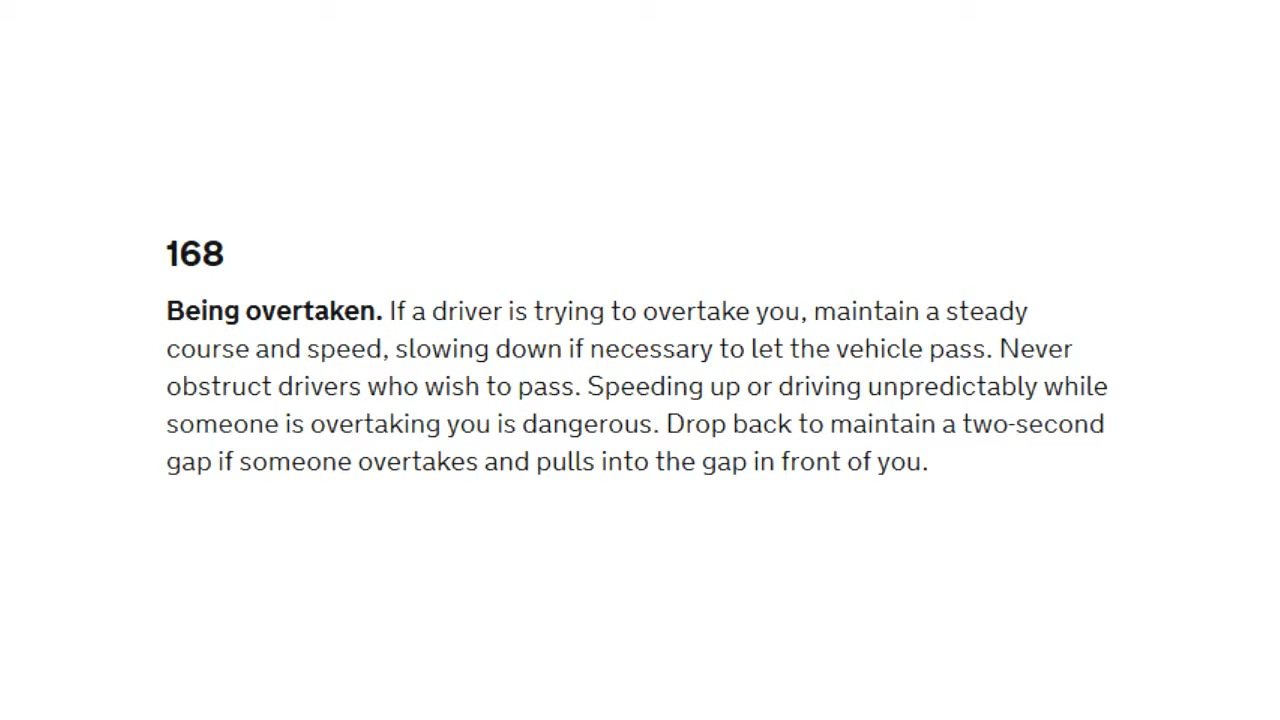 168
Being overtaken. If a driver is trying to overtake you, maintain a steady
course and speed, slowing down if necessary to let the vehicle pass. Never
obstruct drivers who wish to pass. Speeding up or driving unpredictably while
someone is overtaking you is dangerous. Drop back to maintain a two-second
gap if someone overtakes and pulls into the gap in front of you.